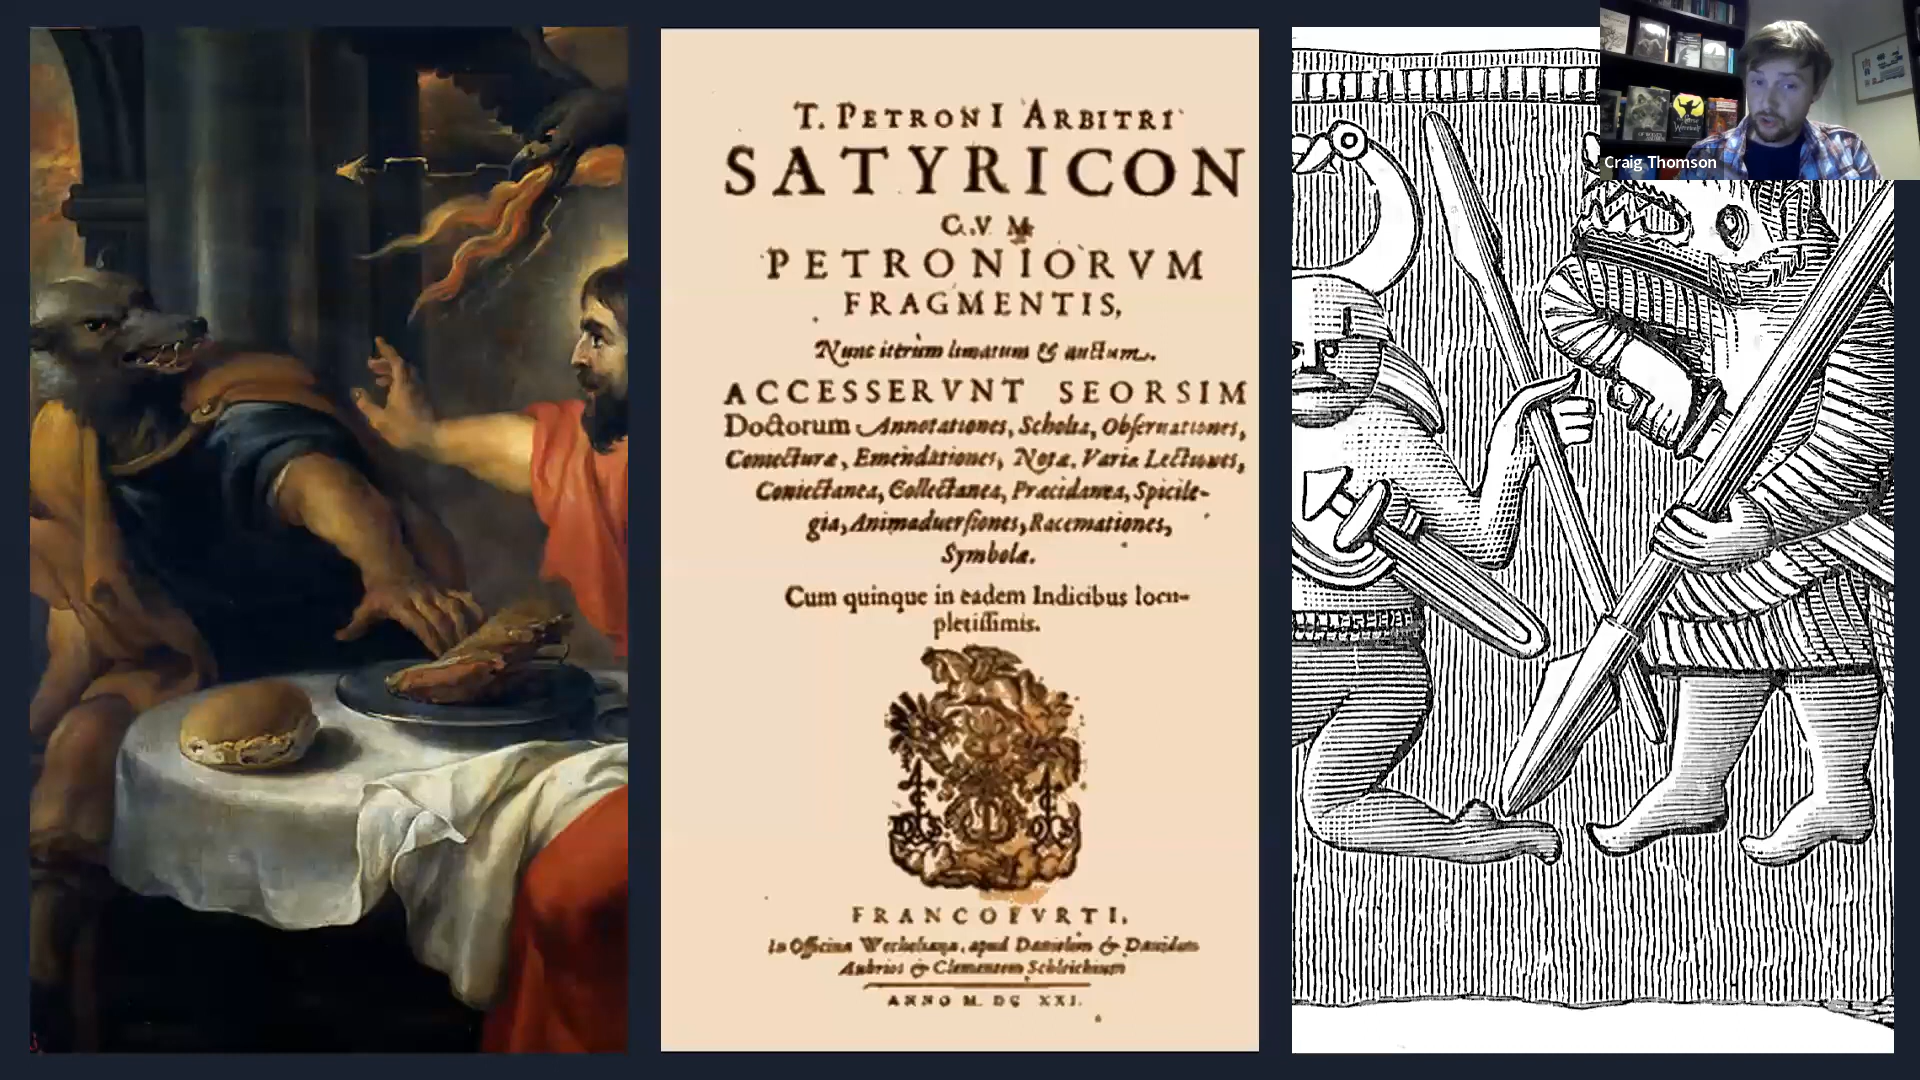 T. PETRONI ARBITRI
SATYRICON
CVM
PETRONIORVM
FRAGMENTIS,
Nunc iterùm limatum & auctum.
ACCESSERVNT SEORSIM
Doctorum Annotationes, Scholia, Obſeruationes,
Coniecturæ, Emendationes, Notæ, Variæ Lectiones,
Coniectanea, Collectanea, Præcidanea, Spicile-
gia, Animaduerſiones, Racemationes,
Symbolæ.
Cum quinque in eadem Indicibus locu-
pletiſſimis.
FRANCOFVRTI,
In Officina Wecheliana, apud Danielem & Dauidem
Aubrios & Clementem Schleichium
ANNO M. DC XXI.
Craig Thomson